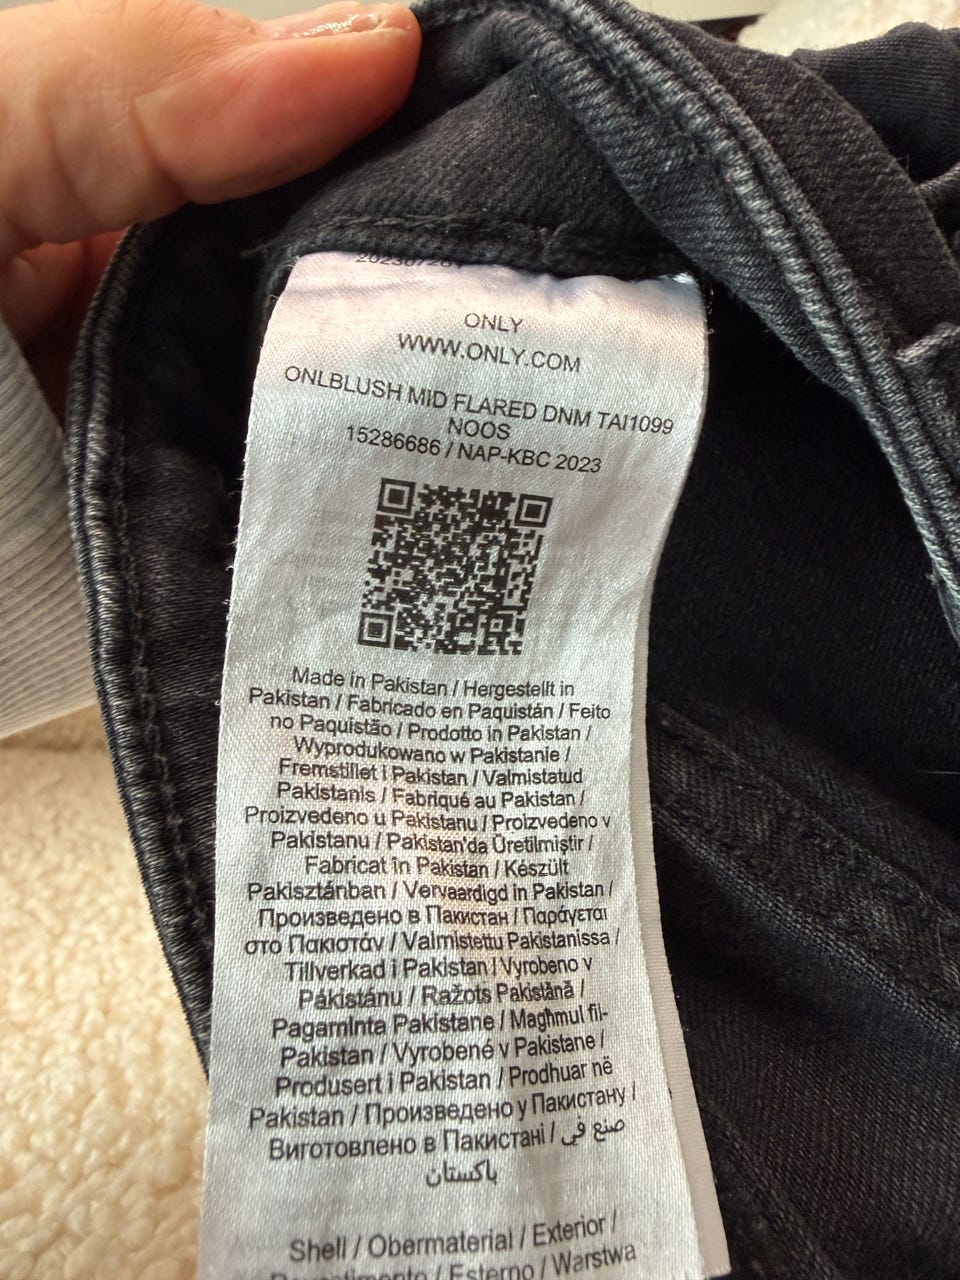 ONLY
WWW.ONLY.COM
ONLBLUSH MID FLARED DNM TAI1099
NOOS
15286686 / NAP-KBC 2023
Made in Pakistan / Hergestellt in
Pakistan / Fabricado en Paquistán / Feito
no Paquistão / Prodotto in Pakistan /
Wyprodukowano w Pakistanie /
Fremstillet i Pakistan / Valmistatud
Pakistanis / Fabriqué au Pakistan /
Proizvedeno u Pakistanu / Proizvedeno v
Pakistanu / Pakistan'da Üretilmiştir /
Fabricat în Pakistan / Készült
Pakisztánban / Vervaardigd in Pakistan /
Произведено в Пакистан / Παράγεται
στο Πακιστάν / Valmistettu Pakistanissa /
Tillverkad i Pakistan / Vyrobeno v
Pákistánu / Ražots Pakistānā /
Pagaminta Pakistane / Magħmul fil-
Pakistan / Vyrobené v Pakistane /
Produsert i Pakistan / Prodhuar në
Pakistan / Произведено у Пакистану /
Виготовлено в Пакистані / صنع في
باكستان
Shell / Obermaterial / Exterior /
/ Esterno / Warstwa